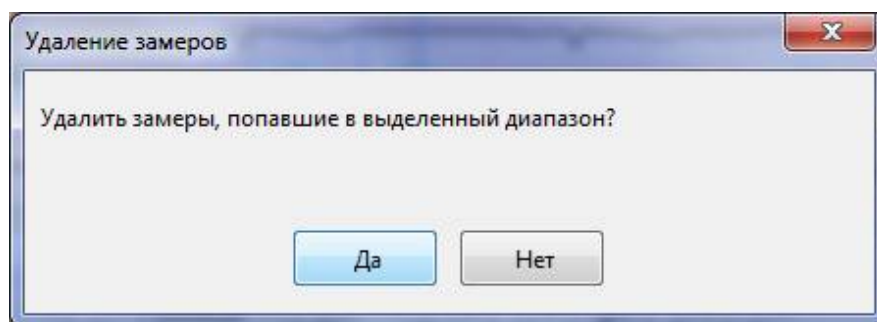 Удаление замеров
Удалить замеры, попавшие в выделенный диапазон?
Да
Нет